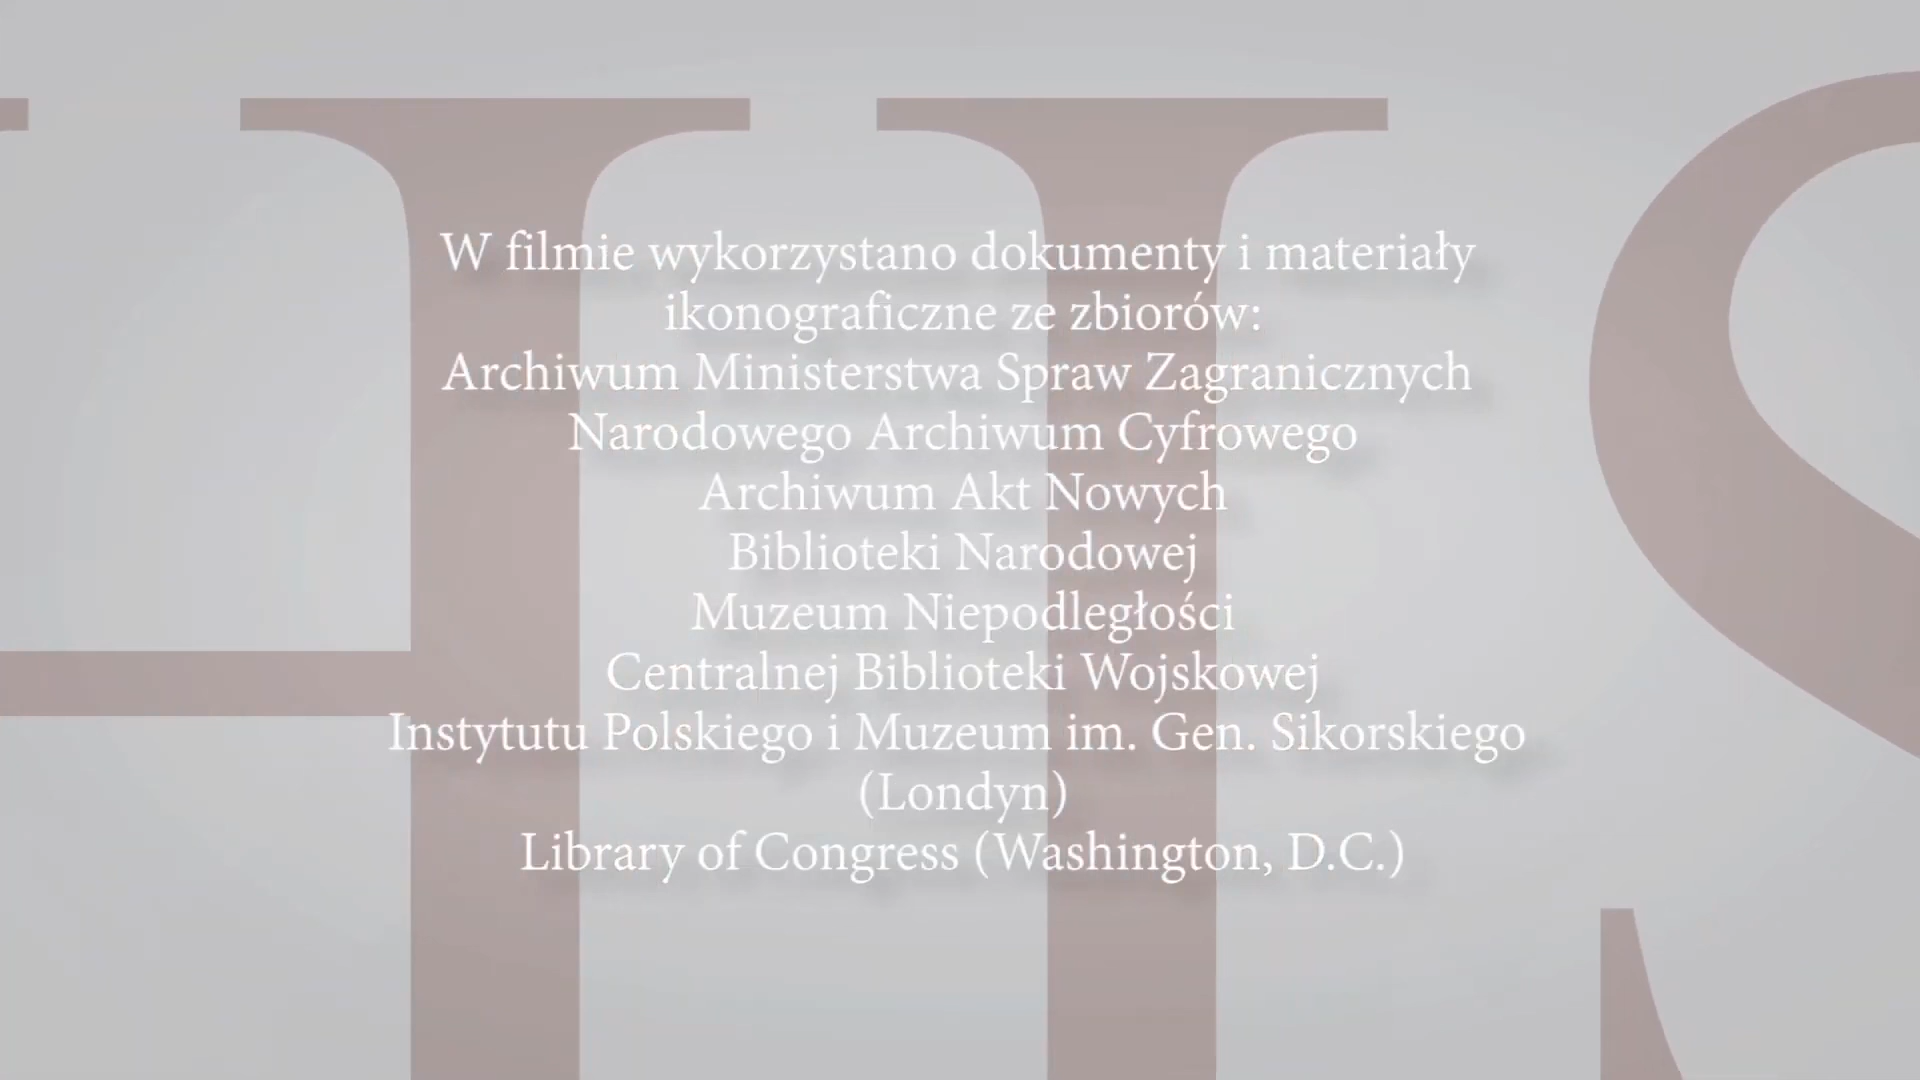 HIS
W filmie wykorzystano dokumenty i materiały
ikonograficzne ze zbiorów:
Archiwum Ministerstwa Spraw Zagranicznych
Narodowego Archiwum Cyfrowego
Archiwum Akt Nowych
Biblioteki Narodowej
Muzeum Niepodległości
Centralnej Biblioteki Wojskowej
Instytutu Polskiego i Muzeum im. Gen. Sikorskiego
(Londyn)
Library of Congress (Washington, D.C.)